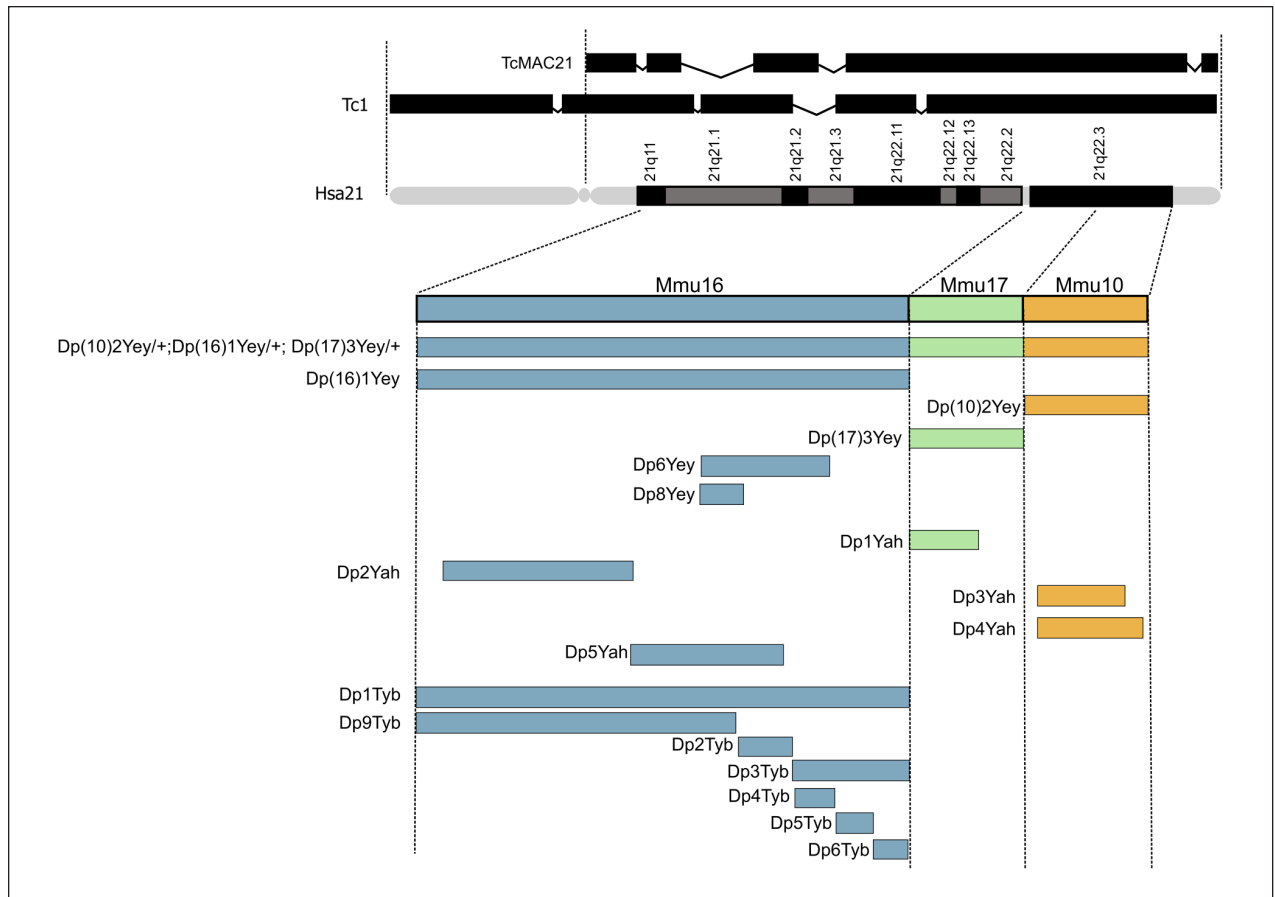 TcMAC21
Tc1
21q11
21q21.1
21q21.2
21q21.3
21q22.11
21q22.12
21q22.13
21q22.2
21q22.3
Hsa21
Mmu16
Mmu17
Mmu10
Dp(10)2Yey/+;Dp(16)1Yey/+; Dp(17)3Yey/+
Dp(16)1Yey
Dp(10)2Yey
Dp(17)3Yey
Dp6Yey
Dp8Yey
Dp1Yah
Dp2Yah
Dp3Yah
Dp4Yah
Dp5Yah
Dp1Tyb
Dp9Tyb
Dp2Tyb
Dp3Tyb
Dp4Tyb
Dp5Tyb
Dp6Tyb